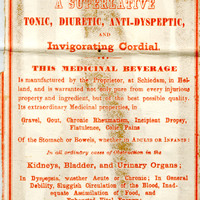 A SUPERLATIVE
TONIC, DIURETIC, ANTI-DYSPEPTIC,
AND
Invigorating Cordial.
THIS MEDICINAL BEVERAGE
Is manufactured by the Proprietor, at Schiedam, in Hol-
land, and is warranted not only pure from every injurious
property and ingredient, but of the best possible quality.
Its extraordinary Medicinal properties, in
Gravel, Gout, Chronic Rheumatism, Incipient Dropsy,
Flatulence, Colic Pains
Of the Stomach or Bowels, whether in Adults or Infants:
In all ordinary cases of Obstruction in the
Kidneys, Bladder, and Urinary Organs;
In Dyspepsia, whether Acute or Chronic; In General
Debility, Sluggish Circulation of the Blood, Inad-
equate Assimilation of Food, and
Exhausted Vital Energy